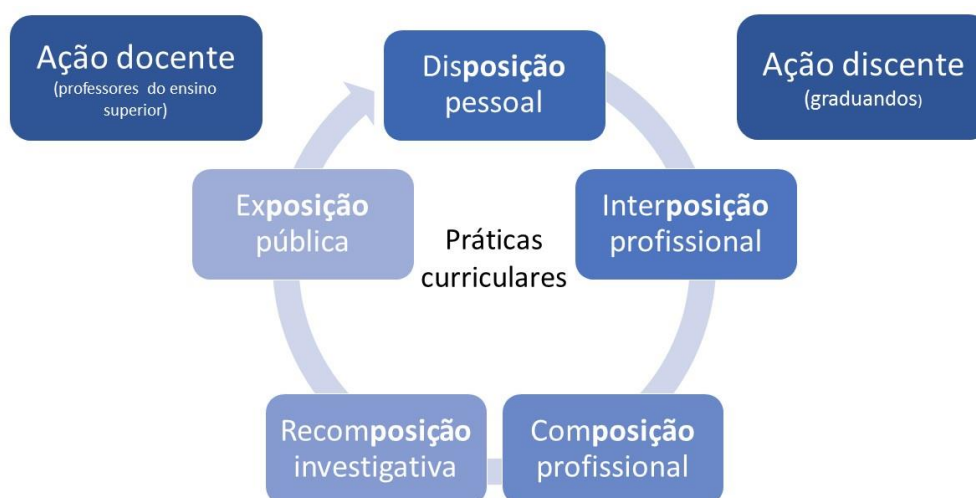 Ação docente
(professores do ensino
superior)
Disposição
pessoal
Ação discente
(graduandos)
Exposição
pública
Interposição
profissional
Práticas
curriculares
Recomposição
investigativa
Composição
profissional